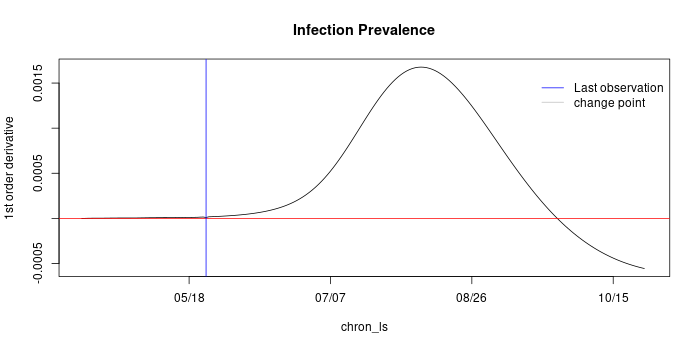 Infection Prevalence
1st order derivative
0.0015
0.0005
-0.0005
Last observation
change point
05/18
07/07
08/26
10/15
chron_ls